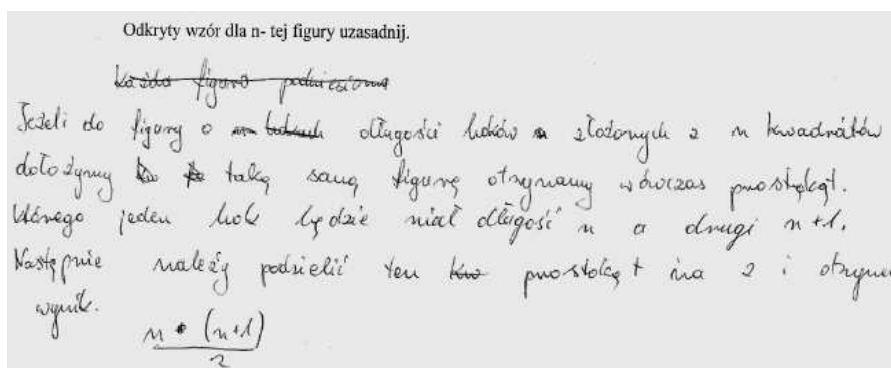 Odkryty wzór dla n- tej figury uzasadnij.
Każda figura podniesiona
Jeżeli do figury o długości boków złożonych z n kwadratów
dołożymy taką samą figurę otrzymamy wówczas prostokąt.
Którego jeden bok będzie miał długość n a drugi n+1.
Następnie należy podzielić ten prostokąt na 2 i
wynik.
n • (n+1)
2